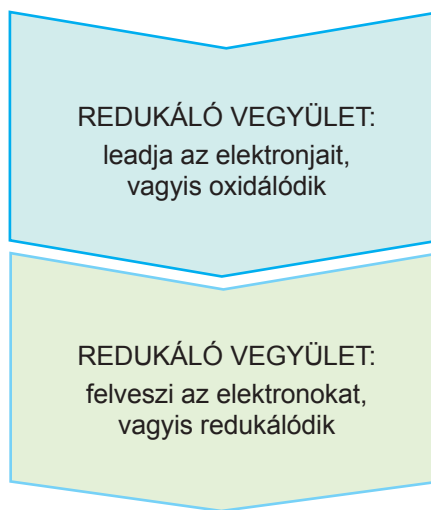 REDUKÁLÓ VEGYÜLET:
leadja az elektronjait,
vagyis oxidálódik
REDUKÁLÓ VEGYÜLET:
felveszi az elektronokat,
vagyis redukálódik